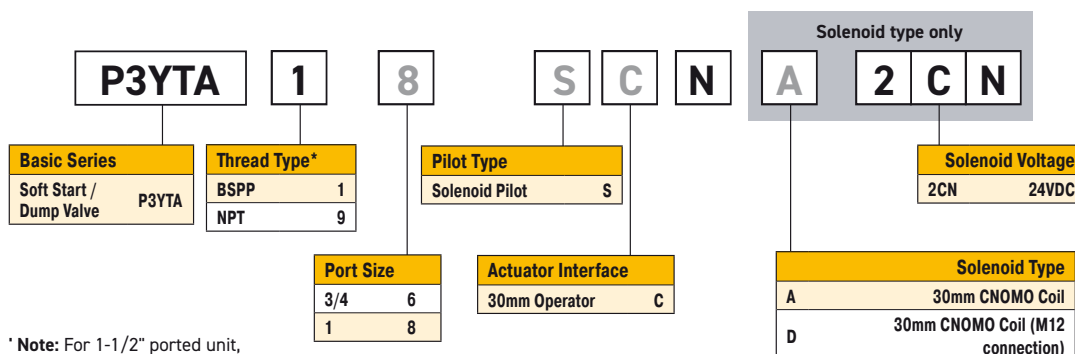 Solenoid type only
P3YTA 1 8 S C N A 2 C N
Basic Series
Soft Start / Dump Valve P3YTA
Thread Type*
BSPP 1
NPT 9
Pilot Type
Solenoid Pilot S
Solenoid Voltage
2CN 24VDC
Port Size
3/4 6
1 8
Actuator Interface
30mm Operator C
Solenoid Type
A 30mm CNOMO Coil
D 30mm CNOMO Coil (M12 connection)
* Note: For 1-1/2" ported unit,